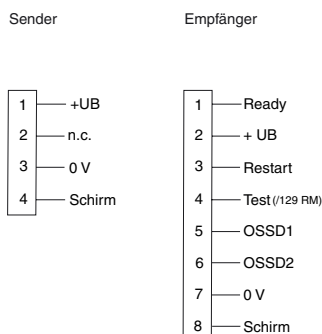 Sender
1 +UB
2 n.c.
3 0 V
4 Schirm
Empfänger
1 Ready
2 + UB
3 Restart
4 Test (/129 RM)
5 OSSD1
6 OSSD2
7 0 V
8 Schirm